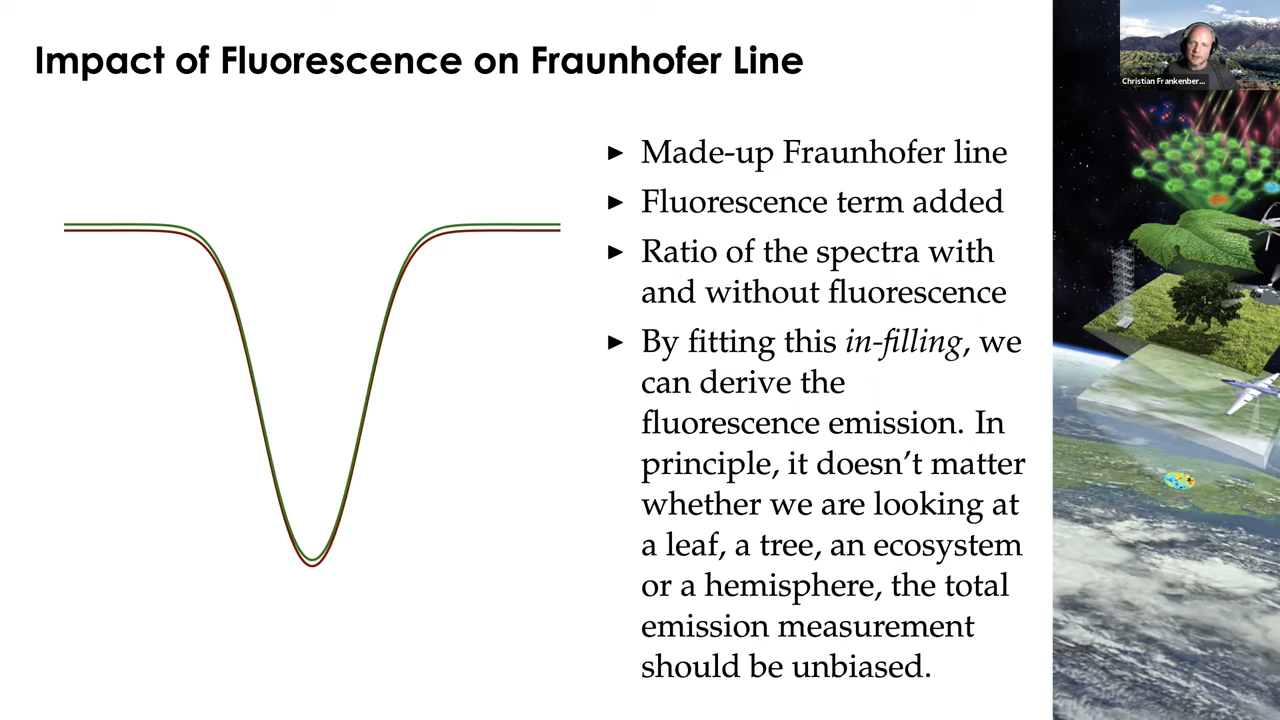 Impact of Fluorescence on Fraunhofer Line
Christian Frankenber...
► Made-up Fraunhofer line
► Fluorescence term added
► Ratio of the spectra with
and without fluorescence
► By fitting this in-filling, we
can derive the
fluorescence emission. In
principle, it doesn't matter
whether we are looking at
a leaf, a tree, an ecosystem
or a hemisphere, the total
emission measurement
should be unbiased.